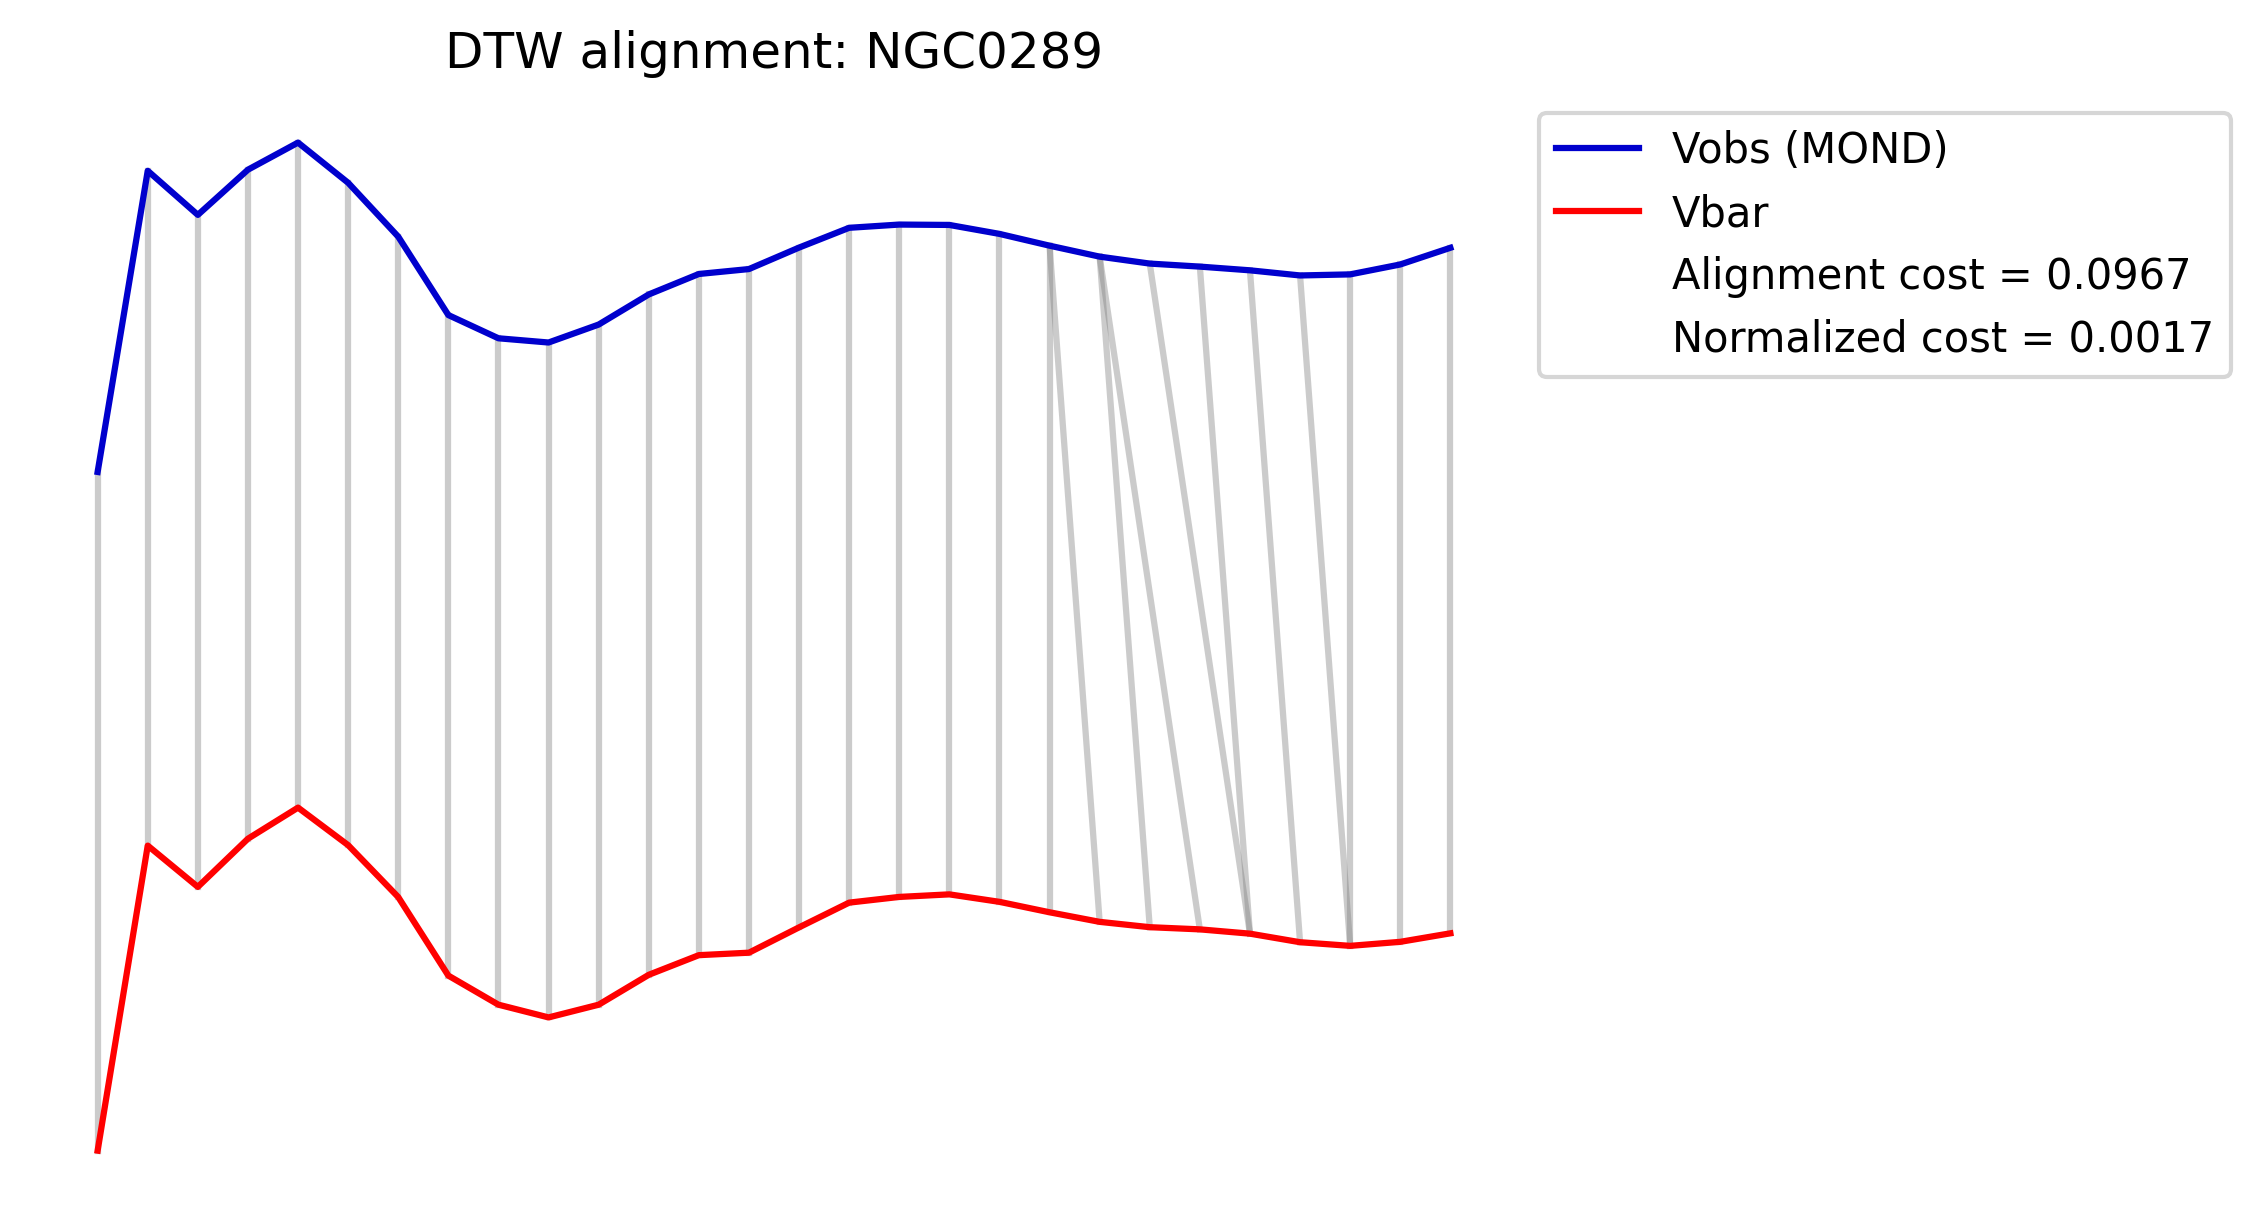 DTW alignment: NGC0289
Vobs (MOND)
Vbar
Alignment cost = 0.0967
Normalized cost = 0.0017